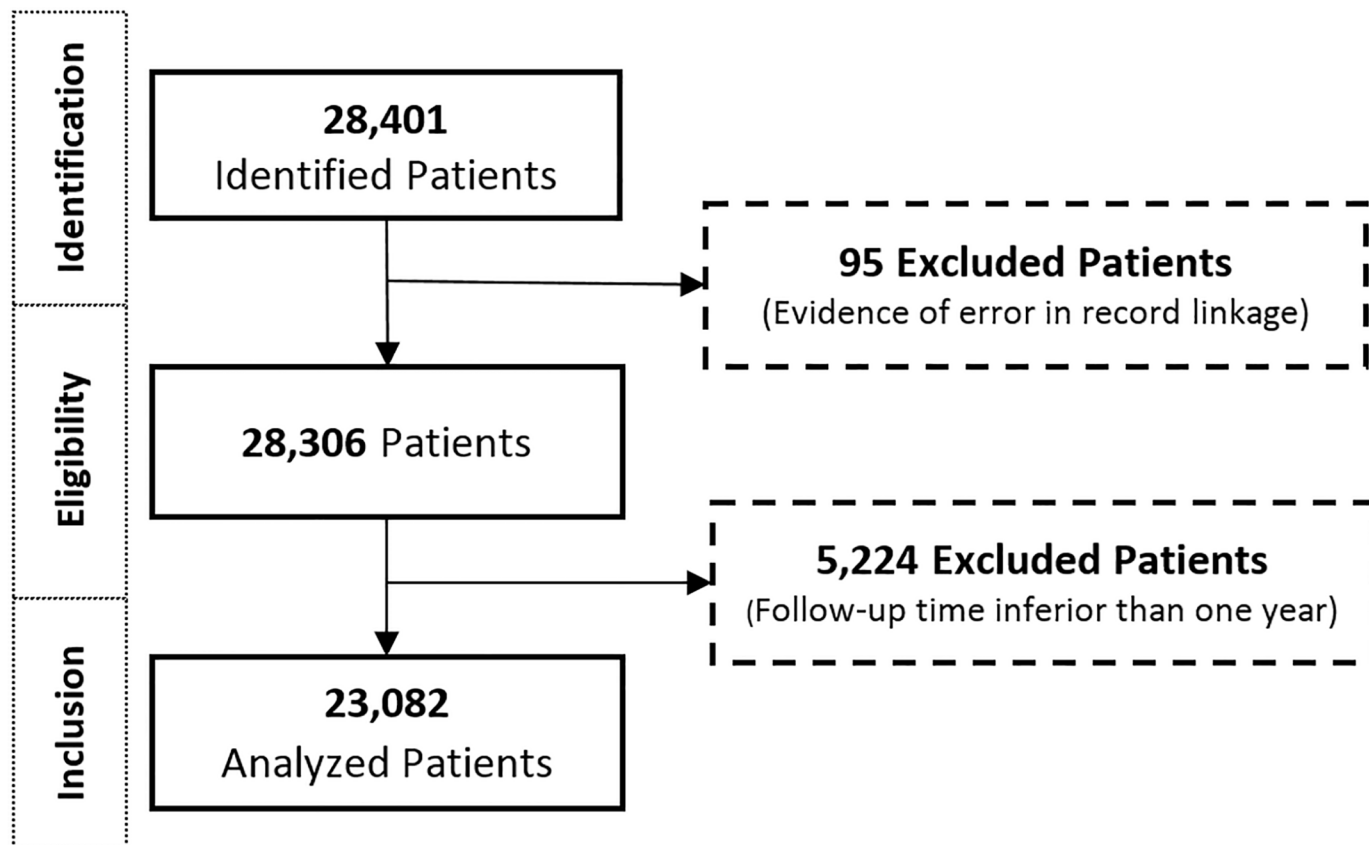 Identification
28,401
Identified Patients
95 Excluded Patients
(Evidence of error in record linkage)
Eligibility
28,306 Patients
5,224 Excluded Patients
(Follow-up time inferior than one year)
Inclusion
23,082
Analyzed Patients